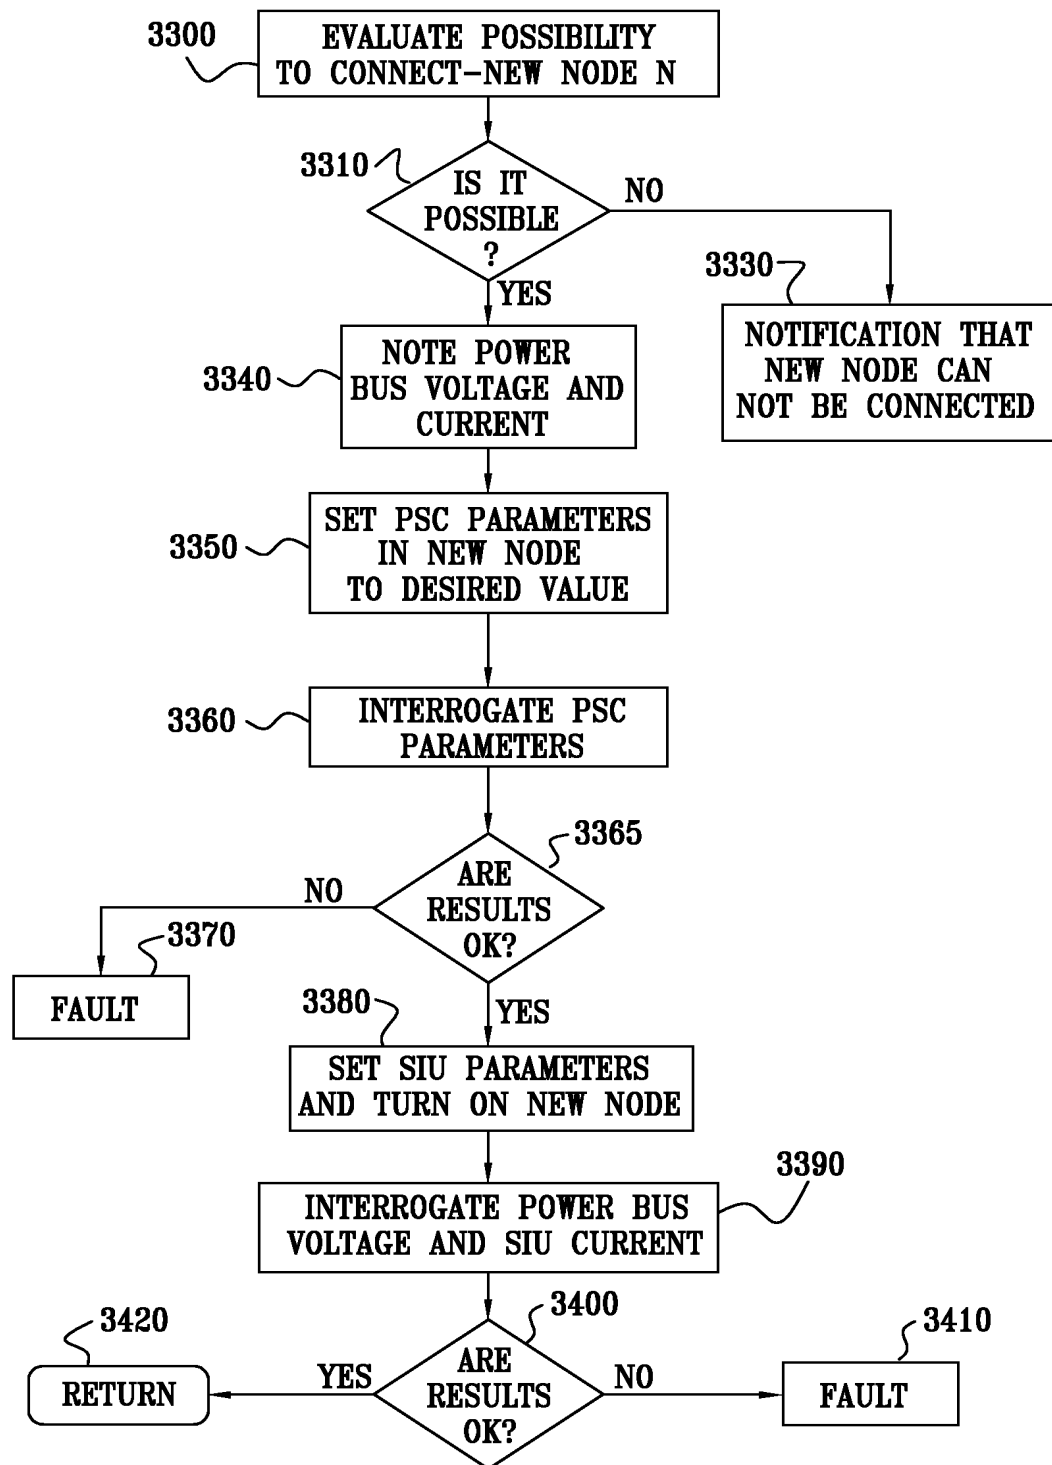 3300
EVALUATE POSSIBILITY
TO CONNECT-NEW NODE N
3310
IS IT
POSSIBLE
?
NO
YES
3330
NOTIFICATION THAT
NEW NODE CAN
NOT BE CONNECTED
3340
NOTE POWER
BUS VOLTAGE AND
CURRENT
3350
SET PSC PARAMETERS
IN NEW NODE
TO DESIRED VALUE
3360
INTERROGATE PSC
PARAMETERS
3365
ARE
RESULTS
OK?
NO
3370
FAULT
YES
3380
SET SIU PARAMETERS
AND TURN ON NEW NODE
3390
INTERROGATE POWER BUS
VOLTAGE AND SIU CURRENT
3400
ARE
RESULTS
OK?
YES
3420
RETURN
NO
3410
FAULT